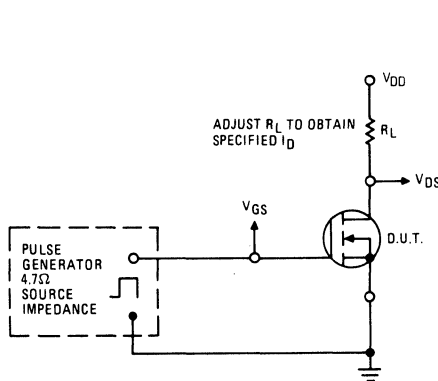 VDD
ADJUST RL TO OBTAIN
SPECIFIED ID
RL
VDS
VGS
D.U.T.
PULSE
GENERATOR
4.7Ω
SOURCE
IMPEDANCE